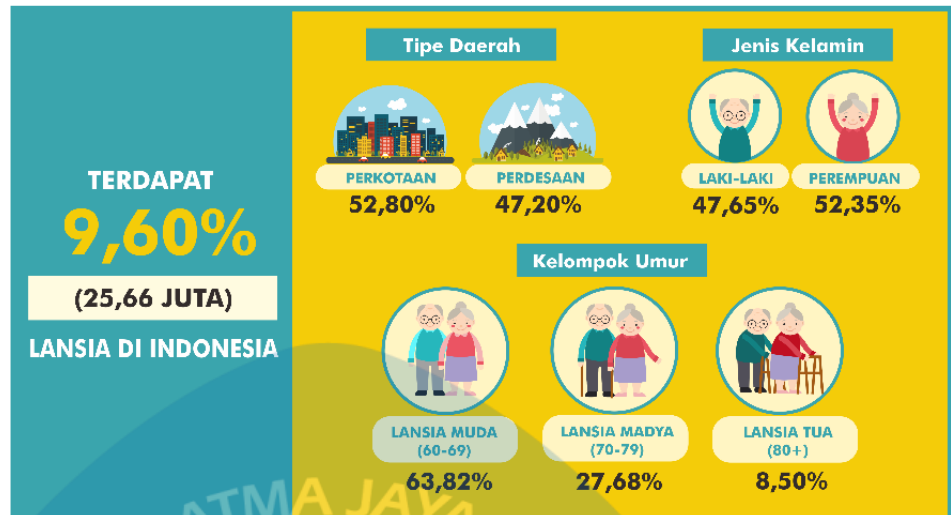 TERDAPAT
9,60%
(25,66 JUTA)
LANSIA DI INDONESIA
Tipe Daerah
PERKOTAAN
52,80%
PERDESAAN
47,20%
Jenis Kelamin
LAKI-LAKI
47,65%
PEREMPUAN
52,35%
Kelompok Umur
LANSIA MUDA
(60-69)
63,82%
LANSIA MADYA
(70-79)
27,68%
LANSIA TUA
(80+)
8,50%
ATMA JAYA